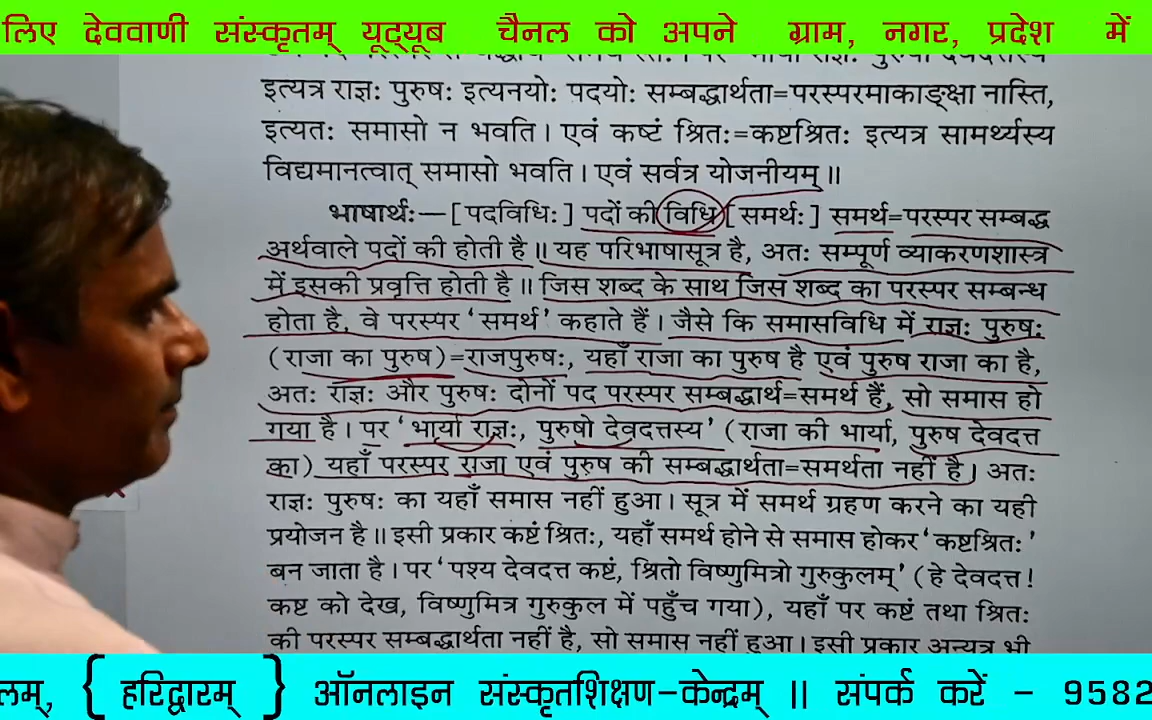 लिए देववाणी संस्कृतम् यूट्यूब चैनल को अपने ग्राम, नगर, प्रदेश में
इत्यत्र राज्ञः पुरुषः इत्यनयोः पदयोः सम्बद्धार्थता=परस्परमाकाङ्क्षा नास्ति,
इत्यतः समासो न भवति। एवं कष्टं श्रितः=कष्टश्रितः इत्यत्र सामर्थ्यस्य
विद्यमानत्वात् समासो भवति। एवं सर्वत्र योजनीयम्॥
भाषार्थः—[पदविधिः] पदों की विधि [समर्थः] समर्थ=परस्पर सम्बद्ध
अर्थवाले पदों की होती है॥ यह परिभाषासूत्र है, अतः सम्पूर्ण व्याकरणशास्त्र
में इसकी प्रवृत्ति होती है॥ जिस शब्द के साथ जिस शब्द का परस्पर सम्बन्ध
होता है, वे परस्पर ‘समर्थ’ कहाते हैं। जैसे कि समासविधि में राज्ञः पुरुषः
(राजा का पुरुष)=राजपुरुषः, यहाँ राजा का पुरुष है एवं पुरुष राजा का है,
अतः राज्ञः और पुरुषः दोनों पद परस्पर सम्बद्धार्थ=समर्थ हैं, सो समास हो
गया है। पर ‘भार्या राज्ञः, पुरुषो देवदत्तस्य’ (राजा की भार्या, पुरुष देवदत्त
का) यहाँ परस्पर राजा एवं पुरुष की सम्बद्धार्थता=समर्थता नहीं है। अतः
राज्ञः पुरुषः का यहाँ समास नहीं हुआ। सूत्र में समर्थ ग्रहण करने का यही
प्रयोजन है॥ इसी प्रकार कष्टं श्रितः, यहाँ समर्थ होने से समास होकर ‘कष्टश्रितः’
बन जाता है। पर ‘पश्य देवदत्त कष्टं, श्रितो विष्णुमित्रो गुरुकुलम्’ (हे देवदत्त!
कष्ट को देख, विष्णुमित्र गुरुकुल में पहुँच गया), यहाँ पर कष्टं तथा श्रितः
की परस्पर सम्बद्धार्थता नहीं है, सो समास नहीं हुआ। इसी प्रकार अन्यत्र भी
लम्, { हरिद्वारम् } ऑनलाइन संस्कृतशिक्षण-केन्द्रम् || संपर्क करें - 9582